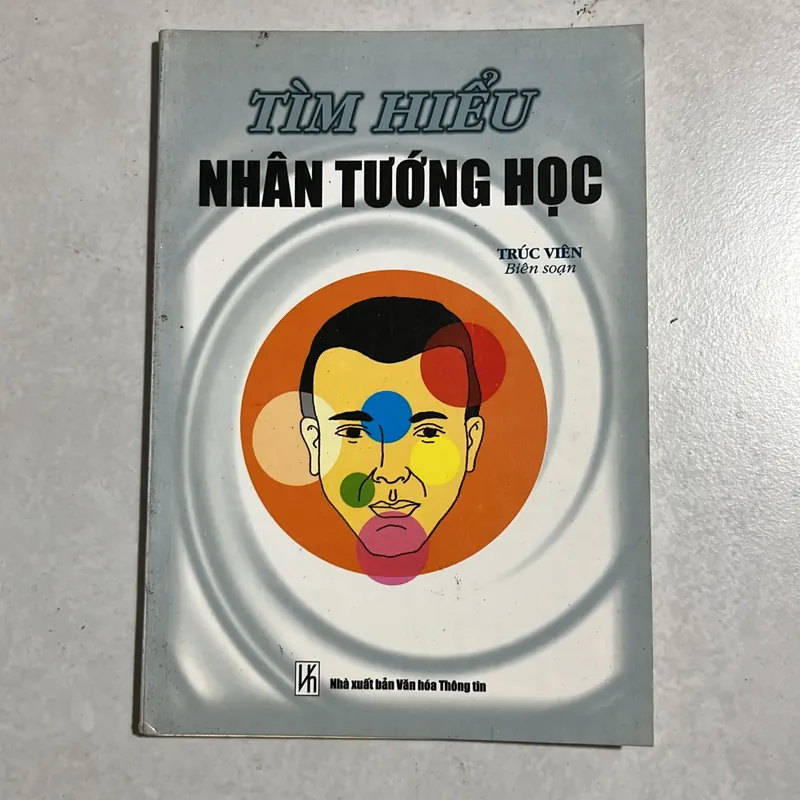 TÌM HIỂU
NHÂN TƯỚNG HỌC
TRÚC VIÊN
Biên soạn
Nhà xuất bản Văn hóa Thông tin